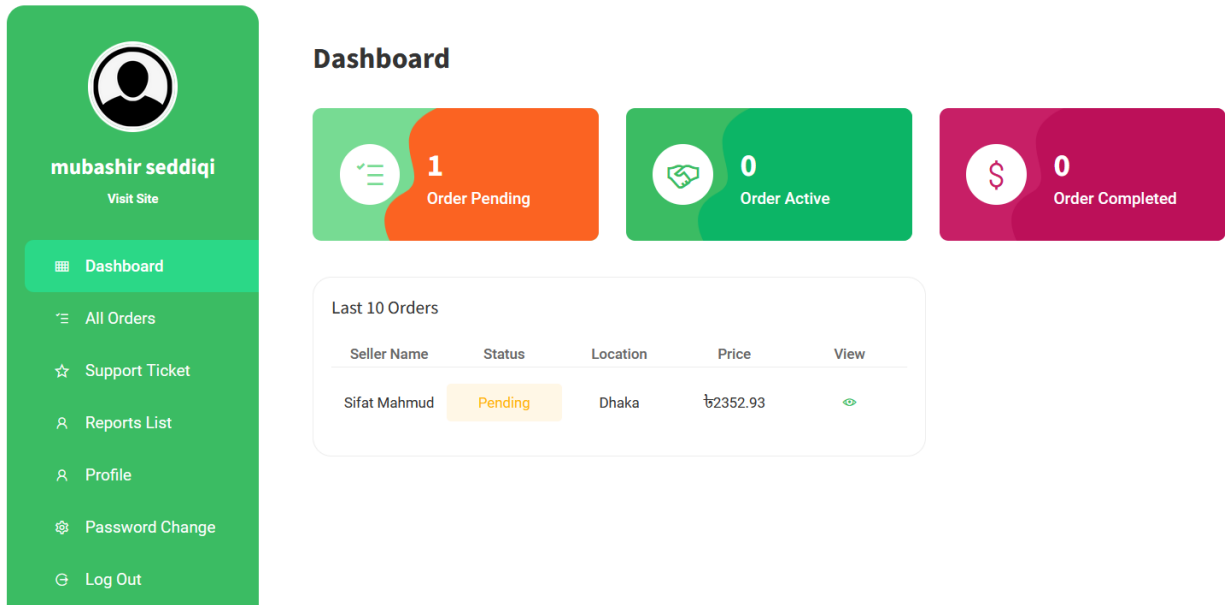 mubashir seddiqi
Visit Site
Dashboard
All Orders
Support Ticket
Reports List
Profile
Password Change
Log Out
Dashboard
1
Order Pending
0
Order Active
0
Order Completed
Last 10 Orders
Seller Name Status Location Price View
Sifat Mahmud Pending Dhaka ৳2352.93